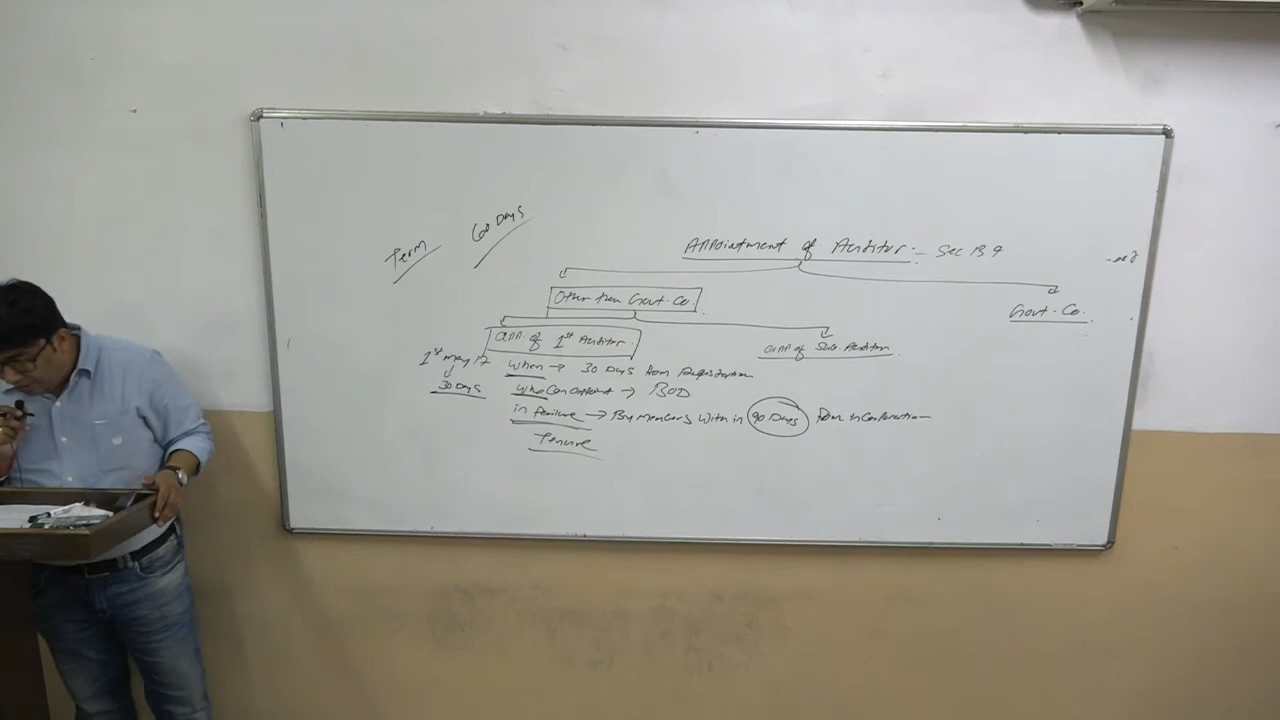 Term 60 Days
Appointment of Auditor :- Sec 139
Other than Govt. Co.
Govt. Co.
app. of 1st Auditor
app of Sub. Auditor
1st may 17 When → 30 Days from Registration
30 Days Who Can appoint → BOD
in failure → By Members with in 90 Days from incorporation
Tenure